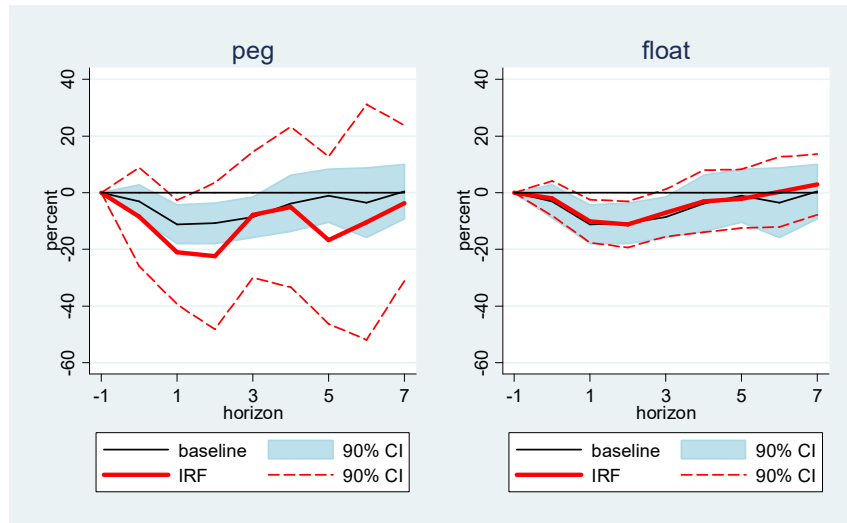 peg
percent
40
20
0
-20
-40
-60
-1 1 3 5 7
horizon
baseline 90% CI
IRF 90% CI
float
percent
40
20
0
-20
-40
-60
-1 1 3 5 7
horizon
baseline 90% CI
IRF 90% CI